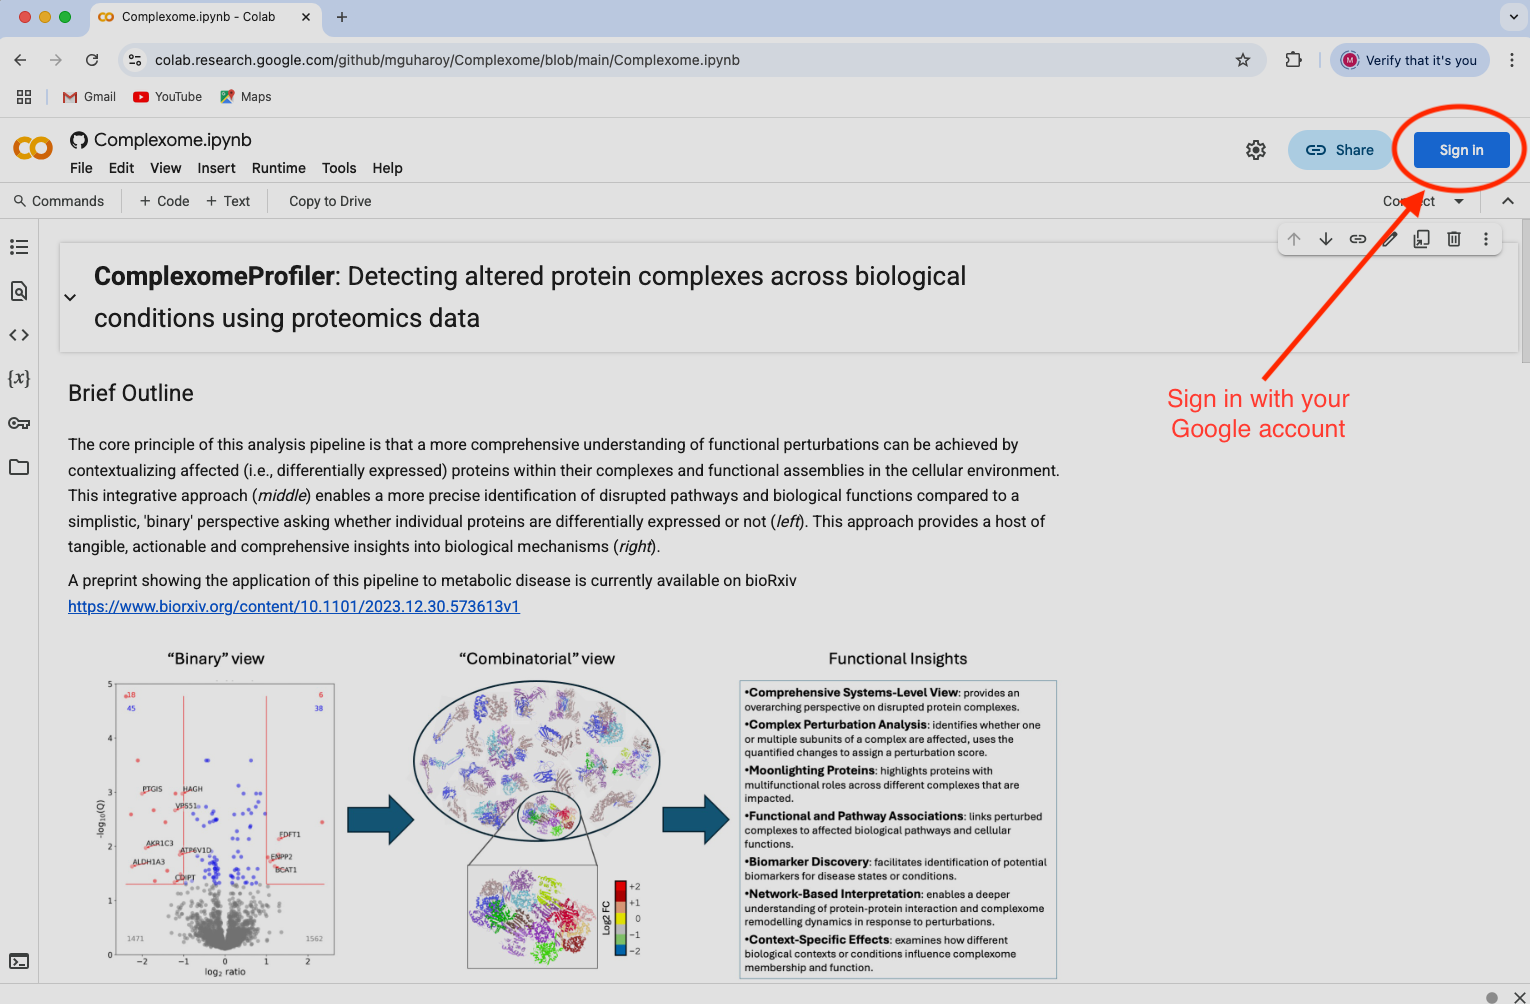 Complexome.ipynb - Colab
colab.research.google.com/github/mguharoy/Complexome/blob/main/Complexome.ipynb
M Verify that it's you
Gmail YouTube Maps
Complexome.ipynb
File Edit View Insert Runtime Tools Help
Share
Sign in
Commands + Code + Text Copy to Drive
ComplexomeProfiler: Detecting altered protein complexes across biological
conditions using proteomics data
Sign in with your
Google account
Brief Outline
The core principle of this analysis pipeline is that a more comprehensive understanding of functional perturbations can be achieved by
contextualizing affected (i.e., differentially expressed) proteins within their complexes and functional assemblies in the cellular environment.
This integrative approach (middle) enables a more precise identification of disrupted pathways and biological functions compared to a
simplistic, 'binary' perspective asking whether individual proteins are differentially expressed or not (left). This approach provides a host of
tangible, actionable and comprehensive insights into biological mechanisms (right).
A preprint showing the application of this pipeline to metabolic disease is currently available on bioRxiv
https://www.biorxiv.org/content/10.1101/2023.12.30.573613v1
“Binary” view
5
18
6
45
38
4
3
PTGIS
HAGH
VPS51
FDFT1
2
AKR1C3
ATP6V1D
ENPP2
ALDH1A3
BCAT1
1
1471
1562
0
-log10(Q)
−2 −1 0 1 2
log2 ratio
“Combinatorial” view
Log2 FC
+2
+1
0
−1
−2
Functional Insights
•Comprehensive Systems-Level View: provides an
overarching perspective on disrupted protein complexes.
•Complex Perturbation Analysis: identifies whether one
or multiple subunits of a complex are affected, uses the
quantified changes to assign a perturbation score.
•Moonlighting Proteins: highlights proteins with
multifunctional roles across different complexes that are
impacted.
•Functional and Pathway Associations: links perturbed
complexes to affected biological pathways and cellular
functions.
•Biomarker Discovery: facilitates identification of potential
biomarkers for disease states or conditions.
•Network-Based Interpretation: enables a deeper
understanding of protein-protein interaction and complexome
remodelling dynamics in response to perturbations.
•Context-Specific Effects: examines how different
biological contexts or conditions influence complexome
membership and function.